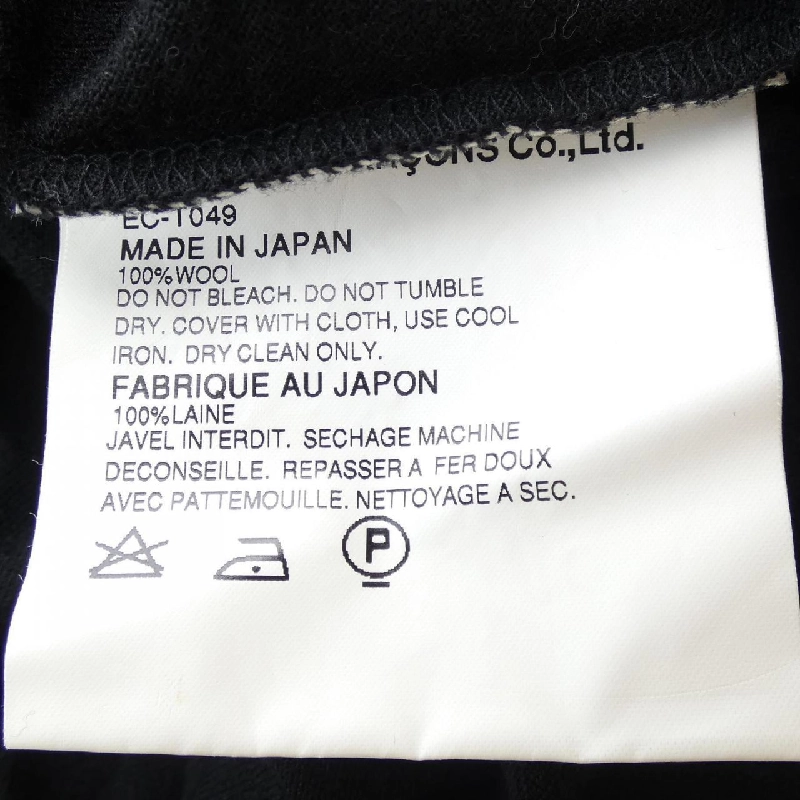 Co.,Ltd.
EC-T049
MADE IN JAPAN
100%WOOL
DO NOT BLEACH. DO NOT TUMBLE
DRY. COVER WITH CLOTH, USE COOL
IRON. DRY CLEAN ONLY.
FABRIQUE AU JAPON
100%LAINE
JAVEL INTERDIT. SECHAGE MACHINE
DECONSEILLE. REPASSER A FER DOUX
AVEC PATTEMOUILLE. NETTOYAGE A SEC.
P